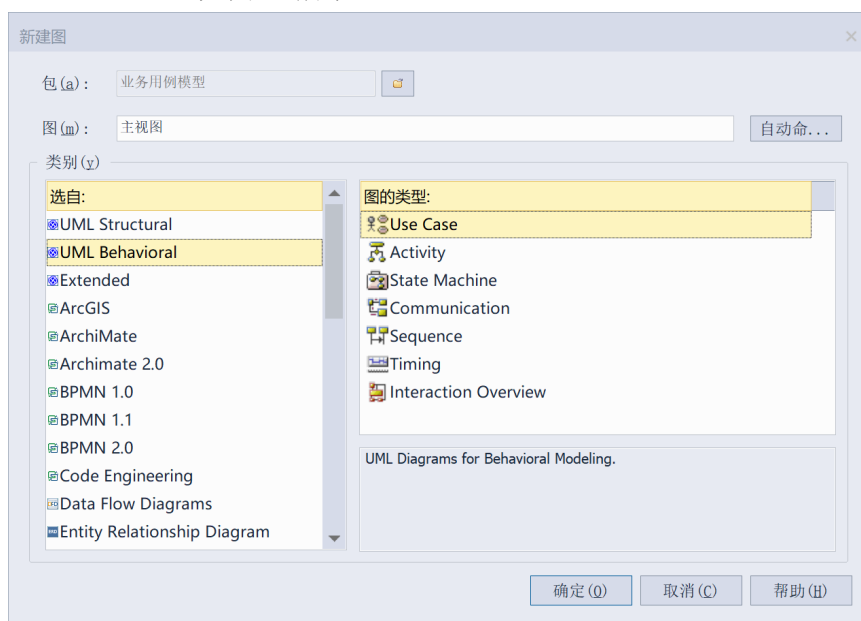 新建图
包(a): 业务用例模型
图(m): 主视图 自动命...
类别(y)
选自:
UML Structural
UML Behavioral
Extended
ArcGIS
ArchiMate
Archimate 2.0
BPMN 1.0
BPMN 1.1
BPMN 2.0
Code Engineering
Data Flow Diagrams
Entity Relationship Diagram
图的类型:
Use Case
Activity
State Machine
Communication
Sequence
Timing
Interaction Overview
UML Diagrams for Behavioral Modeling.
确定(O) 取消(C) 帮助(H)